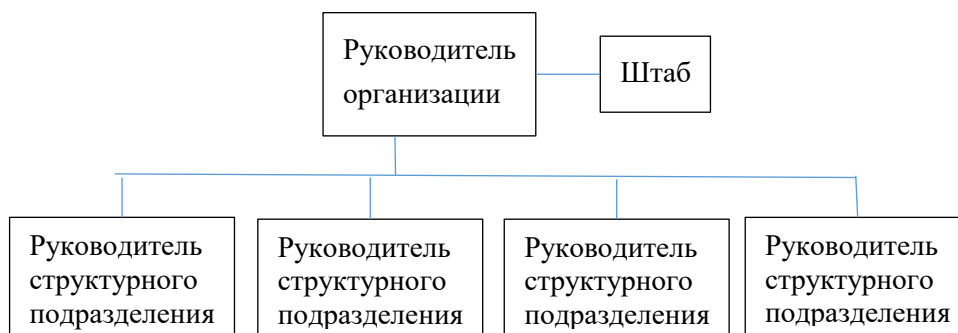 Руководитель
организации
Штаб
Руководитель
структурного
подразделения
Руководитель
структурного
подразделения
Руководитель
структурного
подразделения
Руководитель
структурного
подразделения